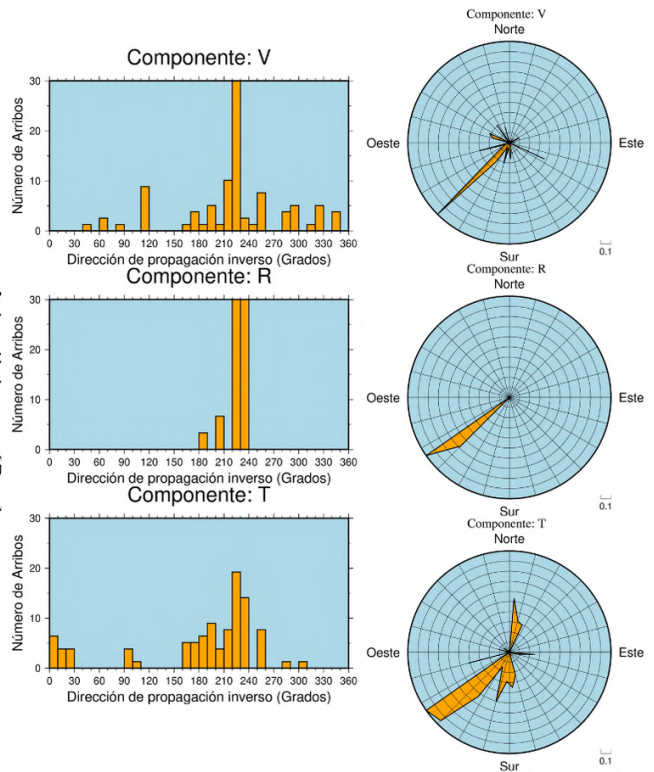 Componente: V
Número de Arribos
30
20
10
0
0 30 60 90 120 150 180 210 240 270 300 330 360
Dirección de propagación inverso (Grados)
Componente: V
Norte
Oeste
Este
Sur
0.1
Componente: R
Número de Arribos
30
20
10
0
0 30 60 90 120 150 180 210 240 270 300 330 360
Dirección de propagación inverso (Grados)
Componente: R
Norte
Oeste
Este
Sur
0.1
Componente: T
Número de Arribos
30
20
10
0
0 30 60 90 120 150 180 210 240 270 300 330 360
Dirección de propagación inverso (Grados)
Componente: T
Norte
Oeste
Este
Sur
0.1